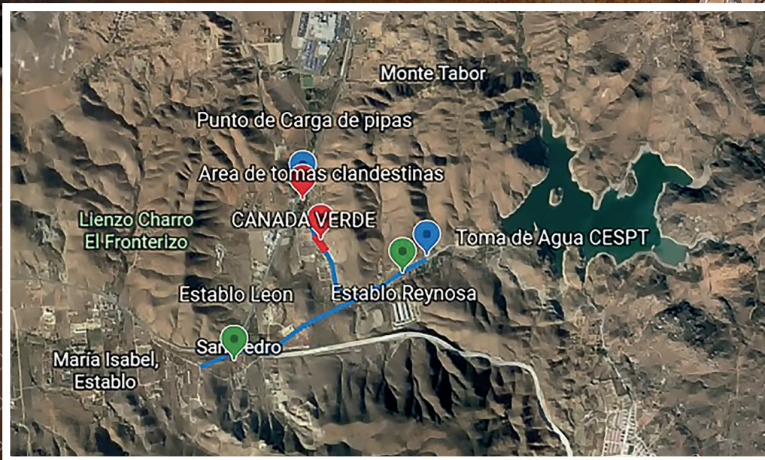 Monte Tabor
Punto de Carga de pipas
Area de tomas clandestinas
Lienzo Charro
El Fronterizo
CANADA VERDE
Toma de Agua CESPT
Establo Leon
Establo Reynosa
San Pedro
María Isabel,
Establo